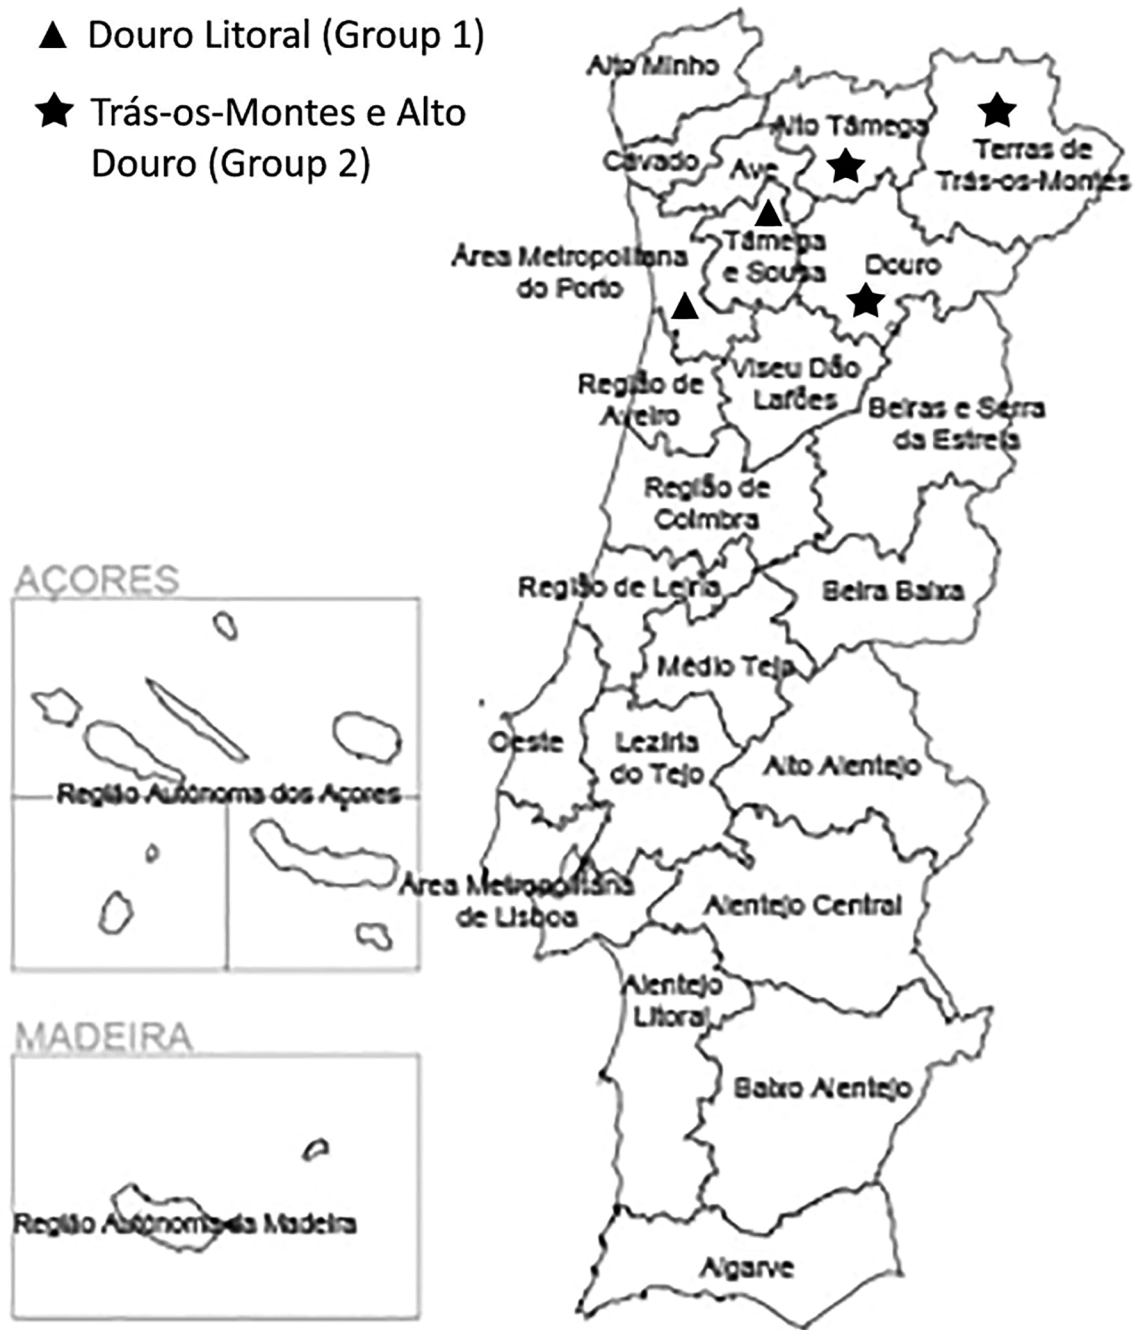 Douro Litoral (Group 1)
Trás-os-Montes e Alto
Douro (Group 2)
Alto Minho
Alto Tâmega
Cávado
Ave
Terras de
Trás-os-Montes
Tâmega
e Sousa
Área Metropolitana
do Porto
Douro
Viseu Dão
Lafões
Região de
Aveiro
Beiras e Serra
da Estrela
Região de
Coimbra
AÇORES
Região de Leiria
Beira Baixa
Médio Tejo
Oeste
Lezíria
do Tejo
Alto Alentejo
Região Autónoma dos Açores
Área Metropolitana
de Lisboa
Alentejo Central
Alentejo
Litoral
MADEIRA
Baixo Alentejo
Região Autónoma da Madeira
Algarve